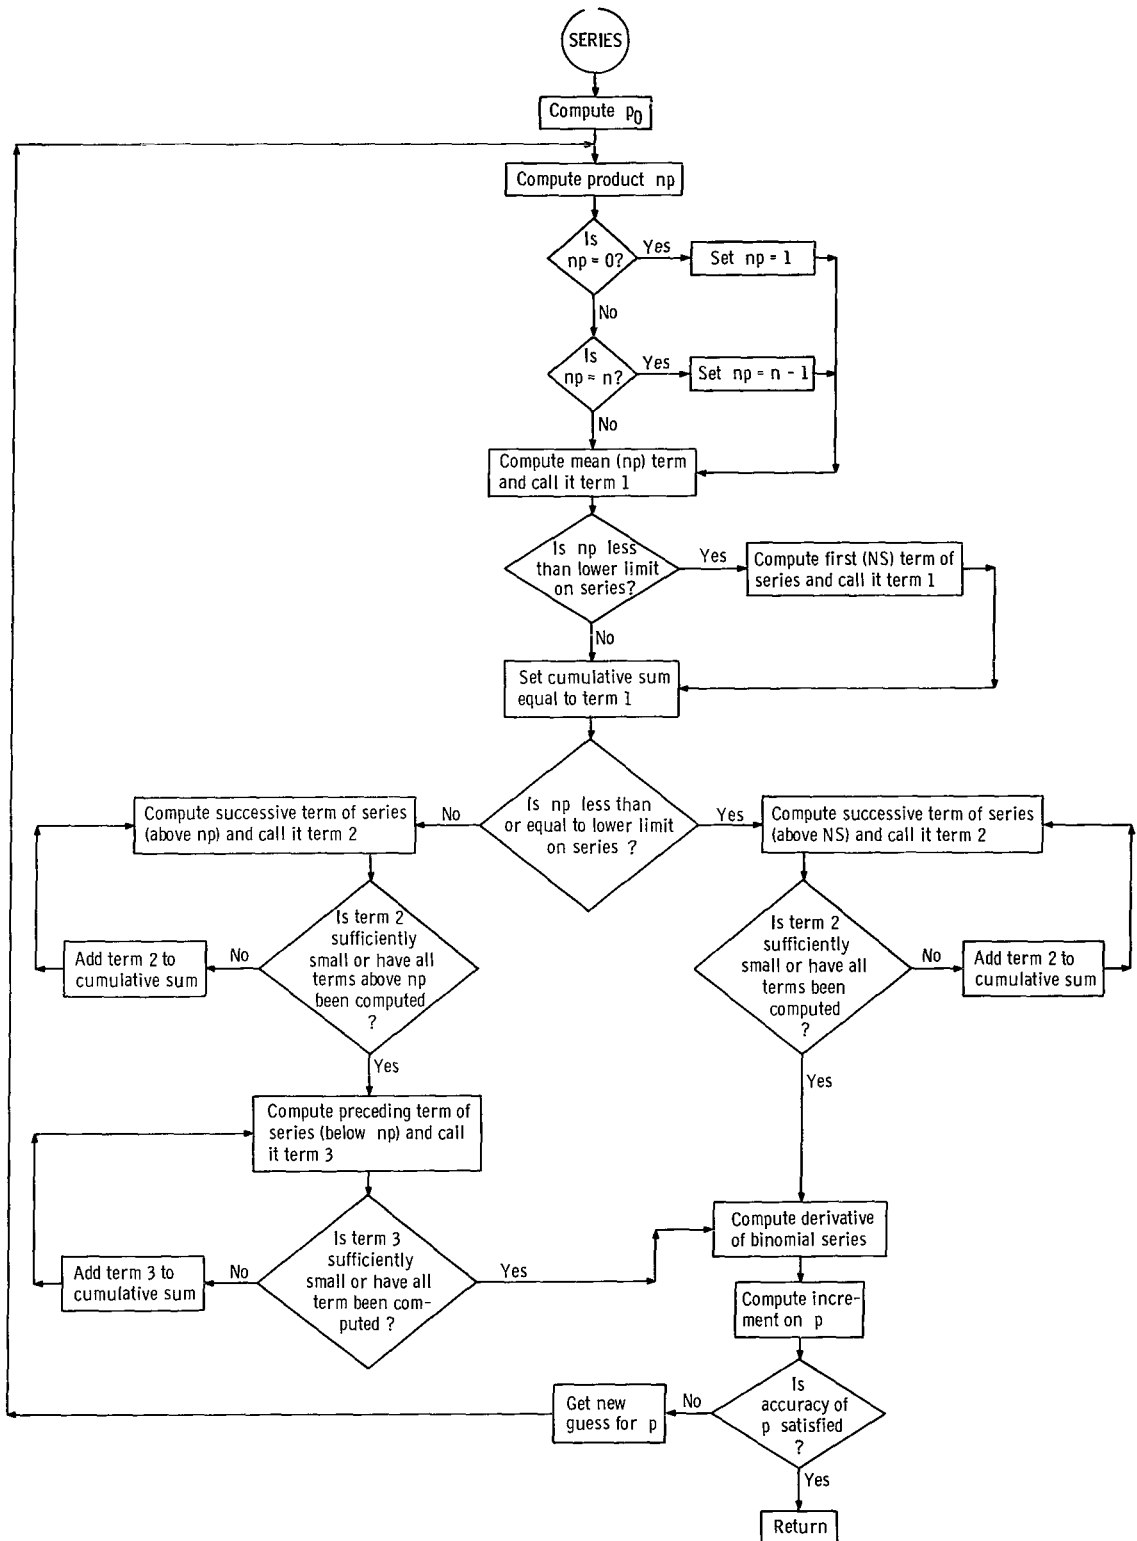 SERIES
Compute p0
Compute product np
Is
np = 0?
Yes
Set np = 1
No
Is
np = n?
Yes
Set np = n - 1
No
Compute mean (np) term
and call it term 1
Is np less
than lower limit
on series?
Yes
Compute first (NS) term of
series and call it term 1
No
Set cumulative sum
equal to term 1
Is np less than
or equal to lower limit
on series ?
No
Yes
Compute successive term of series
(above np) and call it term 2
Compute successive term of series
(above NS) and call it term 2
Is term 2
sufficiently
small or have all
terms above np
been computed
?
No
Add term 2 to
cumulative sum
Is term 2
sufficiently
small or have all
terms been
computed
?
No
Add term 2 to
cumulative sum
Yes
Yes
Compute preceding term of
series (below np) and call
it term 3
Is term 3
sufficiently
small or have all
term been com-
puted ?
No
Add term 3 to
cumulative sum
Yes
Compute derivative
of binomial series
Compute incre-
ment on p
Is
accuracy of
p satisfied
?
No
Get new
guess for p
Yes
Return